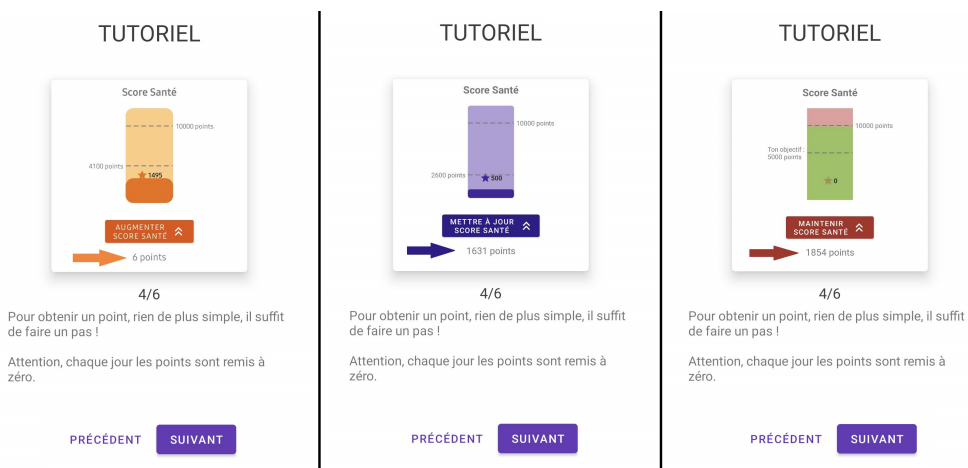 TUTORIEL
Score Santé
10000 points
4100 points
1495
AUGMENTER
SCORE SANTÉ
6 points
4/6
Pour obtenir un point, rien de plus simple, il suffit
de faire un pas !
Attention, chaque jour les points sont remis à
zéro.
PRÉCÉDENT
SUIVANT
TUTORIEL
Score Santé
10000 points
2600 points
500
METTRE À JOUR
SCORE SANTÉ
1631 points
4/6
Pour obtenir un point, rien de plus simple, il suffit
de faire un pas !
Attention, chaque jour les points sont remis à
zéro.
PRÉCÉDENT
SUIVANT
TUTORIEL
Score Santé
10000 points
Ton objectif :
5000 points
0
MAINTENIR
SCORE SANTÉ
1854 points
4/6
Pour obtenir un point, rien de plus simple, il suffit
de faire un pas !
Attention, chaque jour les points sont remis à
zéro.
PRÉCÉDENT
SUIVANT